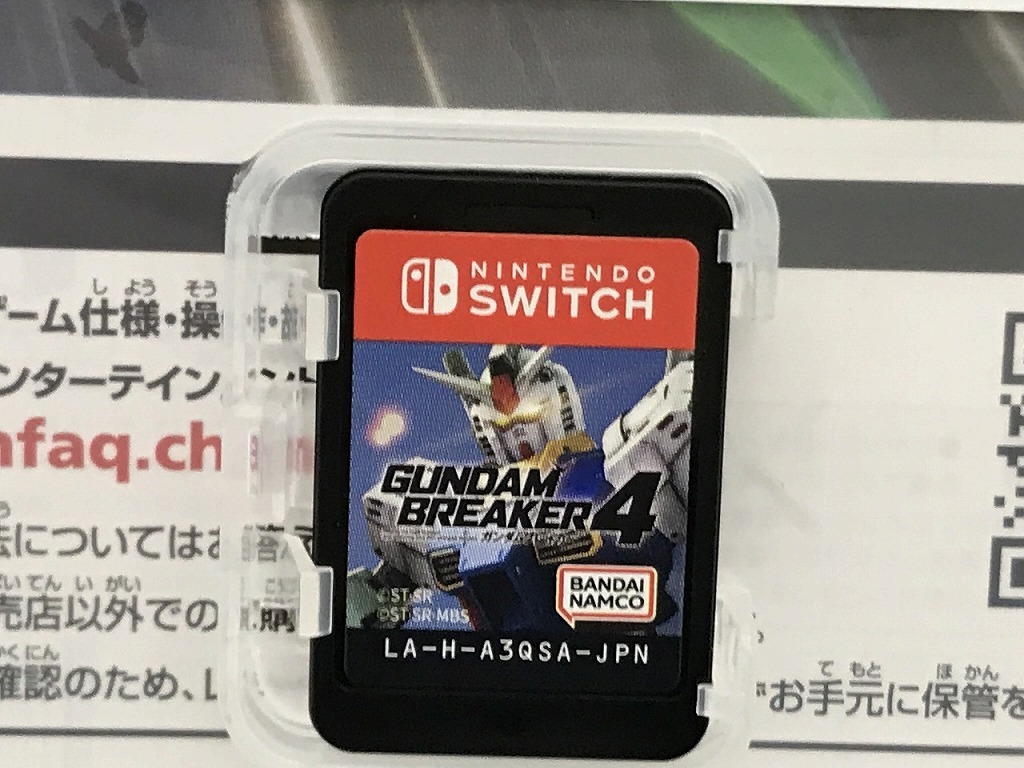 NINTENDO
SWITCH
GUNDAM
BREAKER 4
©ST・SR
©ST・SR・MBS
BANDAI
NAMCO
LA-H-A3QSA-JPN
ーム仕様・操
ンターテイン
nfaq.ch
については
売店以外での
確認のため、
お手元に保管を